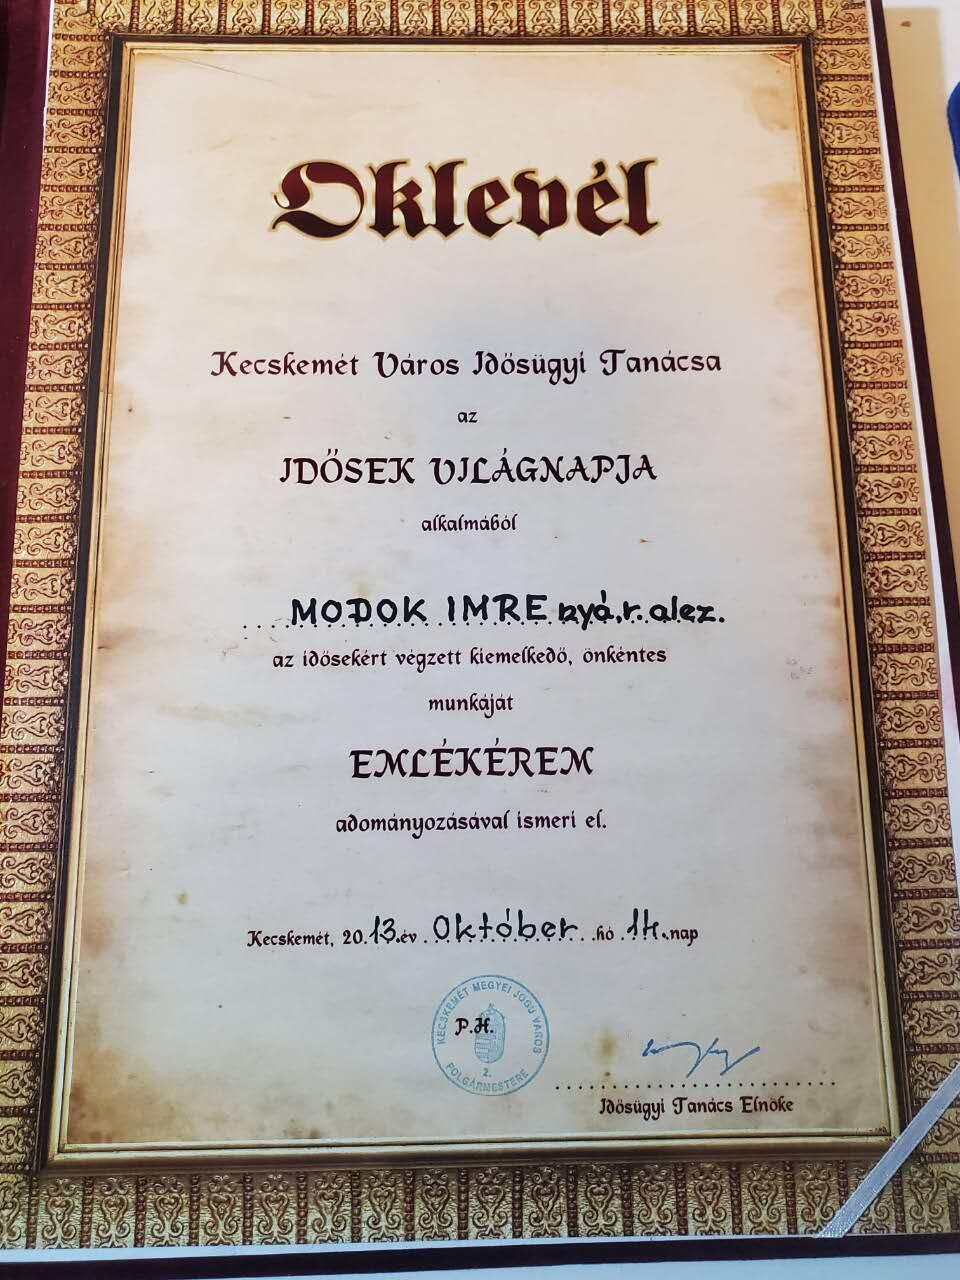 Oklevél
Kecskemét Város Idősügyi Tanácsa
az
IDŐSEK VILÁGNAPJA
alkalmából
MODOK IMRE nyá.r.alez.
az idősekért végzett kiemelkedő, önkéntes
munkáját
EMLÉKÉREM
adományozásával ismeri el.
Kecskemét, 2013.év Október hó 14. nap
KECSKEMÉT MEGYEI JOGÚ VÁROS
P.H.
2.
POLGÁRMESTERE
Idősügyi Tanács Elnöke